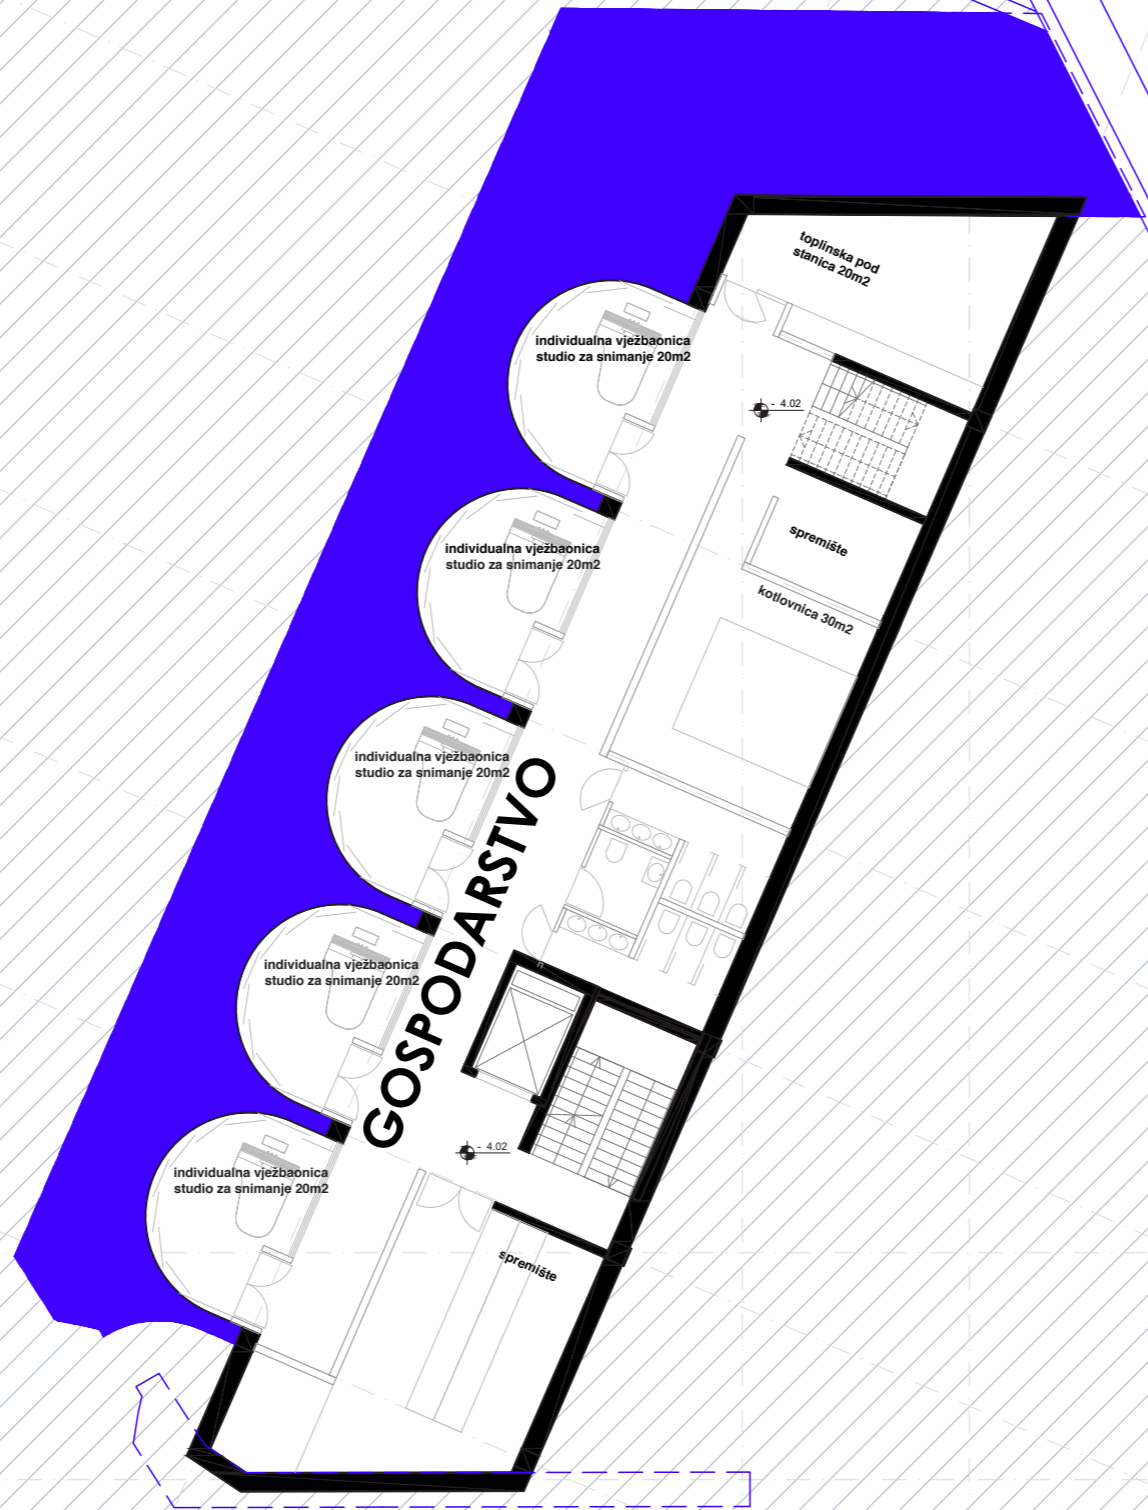 toplinska pod
stanica 20m2
individualna vježbaonica
studio za snimanje 20m2
- 4.02
spremište
individualna vježbaonica
studio za snimanje 20m2
kotlovnica 30m2
individualna vježbaonica
studio za snimanje 20m2
GOSPODARSTVO
individualna vježbaonica
studio za snimanje 20m2
- 4.02
individualna vježbaonica
studio za snimanje 20m2
spremište